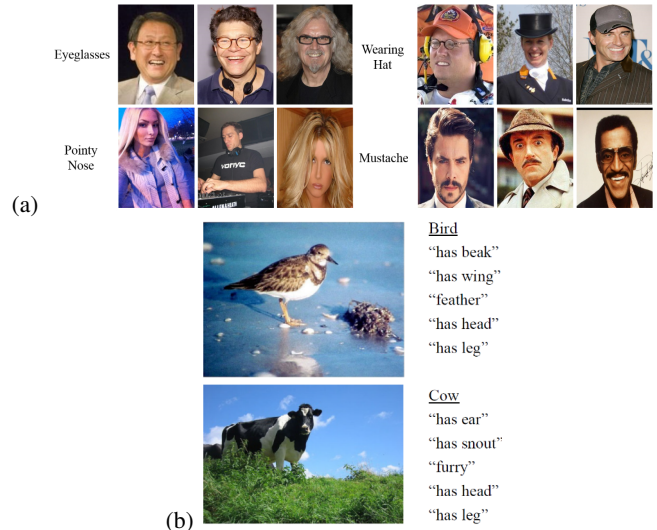 Eyeglasses
Wearing
Hat
Pointy
Nose
Mustache
VONYC
(a)
Bird
“has beak”
“has wing”
“feather”
“has head”
“has leg”
Cow
“has ear”
“has snout”
“furry”
“has head”
“has leg”
(b)